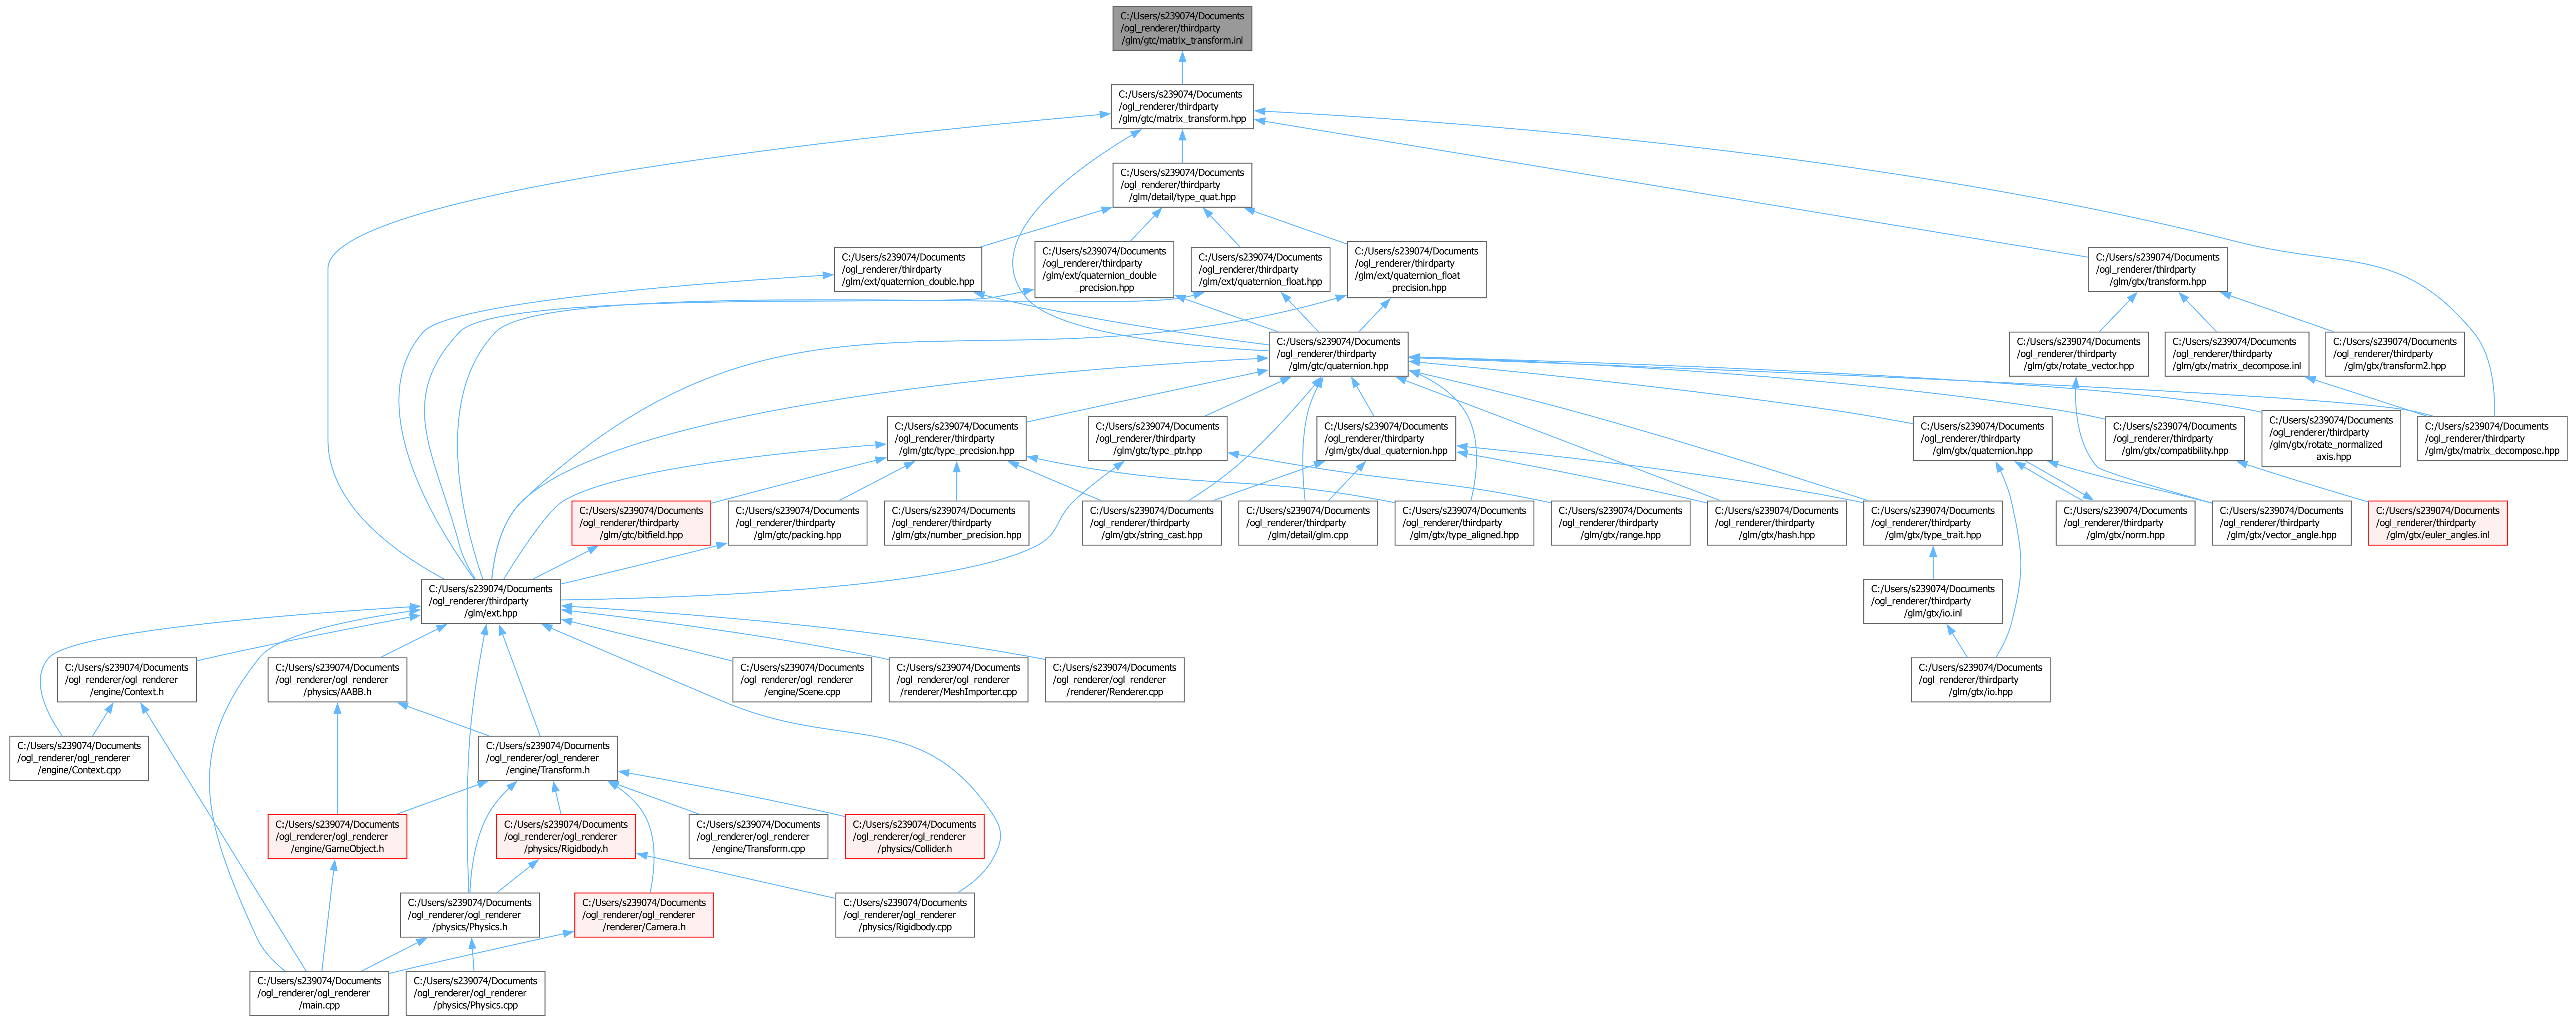 C:/Users/s239074/Documents
/ogl_renderer/thirdparty
/glm/gtc/matrix_transform.inl
C:/Users/s239074/Documents
/ogl_renderer/thirdparty
/glm/gtc/matrix_transform.hpp
C:/Users/s239074/Documents
/ogl_renderer/thirdparty
/glm/detail/type_quat.hpp
C:/Users/s239074/Documents
/ogl_renderer/thirdparty
/glm/ext/quaternion_double.hpp
C:/Users/s239074/Documents
/ogl_renderer/thirdparty
/glm/ext/quaternion_double
_precision.hpp
C:/Users/s239074/Documents
/ogl_renderer/thirdparty
/glm/ext/quaternion_float.hpp
C:/Users/s239074/Documents
/ogl_renderer/thirdparty
/glm/ext/quaternion_float
_precision.hpp
C:/Users/s239074/Documents
/ogl_renderer/thirdparty
/glm/gtx/transform.hpp
C:/Users/s239074/Documents
/ogl_renderer/thirdparty
/glm/gtc/quaternion.hpp
C:/Users/s239074/Documents
/ogl_renderer/thirdparty
/glm/gtx/rotate_vector.hpp
C:/Users/s239074/Documents
/ogl_renderer/thirdparty
/glm/gtx/matrix_decompose.inl
C:/Users/s239074/Documents
/ogl_renderer/thirdparty
/glm/gtx/transform2.hpp
C:/Users/s239074/Documents
/ogl_renderer/thirdparty
/glm/gtc/type_precision.hpp
C:/Users/s239074/Documents
/ogl_renderer/thirdparty
/glm/gtc/type_ptr.hpp
C:/Users/s239074/Documents
/ogl_renderer/thirdparty
/glm/gtx/dual_quaternion.hpp
C:/Users/s239074/Documents
/ogl_renderer/thirdparty
/glm/gtx/quaternion.hpp
C:/Users/s239074/Documents
/ogl_renderer/thirdparty
/glm/gtx/compatibility.hpp
C:/Users/s239074/Documents
/ogl_renderer/thirdparty
/glm/gtx/rotate_normalized
_axis.hpp
C:/Users/s239074/Documents
/ogl_renderer/thirdparty
/glm/gtx/matrix_decompose.hpp
C:/Users/s239074/Documents
/ogl_renderer/thirdparty
/glm/gtc/bitfield.hpp
C:/Users/s239074/Documents
/ogl_renderer/thirdparty
/glm/gtc/packing.hpp
C:/Users/s239074/Documents
/ogl_renderer/thirdparty
/glm/gtx/number_precision.hpp
C:/Users/s239074/Documents
/ogl_renderer/thirdparty
/glm/gtx/string_cast.hpp
C:/Users/s239074/Documents
/ogl_renderer/thirdparty
/glm/detail/glm.cpp
C:/Users/s239074/Documents
/ogl_renderer/thirdparty
/glm/gtx/type_aligned.hpp
C:/Users/s239074/Documents
/ogl_renderer/thirdparty
/glm/gtx/range.hpp
C:/Users/s239074/Documents
/ogl_renderer/thirdparty
/glm/gtx/hash.hpp
C:/Users/s239074/Documents
/ogl_renderer/thirdparty
/glm/gtx/type_trait.hpp
C:/Users/s239074/Documents
/ogl_renderer/thirdparty
/glm/gtx/norm.hpp
C:/Users/s239074/Documents
/ogl_renderer/thirdparty
/glm/gtx/vector_angle.hpp
C:/Users/s239074/Documents
/ogl_renderer/thirdparty
/glm/gtx/euler_angles.inl
C:/Users/s239074/Documents
/ogl_renderer/thirdparty
/glm/ext.hpp
C:/Users/s239074/Documents
/ogl_renderer/thirdparty
/glm/gtx/io.inl
C:/Users/s239074/Documents
/ogl_renderer/ogl_renderer
/engine/Context.h
C:/Users/s239074/Documents
/ogl_renderer/ogl_renderer
/physics/AABB.h
C:/Users/s239074/Documents
/ogl_renderer/ogl_renderer
/engine/Scene.cpp
C:/Users/s239074/Documents
/ogl_renderer/ogl_renderer
/renderer/MeshImporter.cpp
C:/Users/s239074/Documents
/ogl_renderer/ogl_renderer
/renderer/Renderer.cpp
C:/Users/s239074/Documents
/ogl_renderer/thirdparty
/glm/gtx/io.hpp
C:/Users/s239074/Documents
/ogl_renderer/ogl_renderer
/engine/Context.cpp
C:/Users/s239074/Documents
/ogl_renderer/ogl_renderer
/engine/Transform.h
C:/Users/s239074/Documents
/ogl_renderer/ogl_renderer
/engine/GameObject.h
C:/Users/s239074/Documents
/ogl_renderer/ogl_renderer
/physics/Rigidbody.h
C:/Users/s239074/Documents
/ogl_renderer/ogl_renderer
/engine/Transform.cpp
C:/Users/s239074/Documents
/ogl_renderer/ogl_renderer
/physics/Collider.h
C:/Users/s239074/Documents
/ogl_renderer/ogl_renderer
/physics/Physics.h
C:/Users/s239074/Documents
/ogl_renderer/ogl_renderer
/renderer/Camera.h
C:/Users/s239074/Documents
/ogl_renderer/ogl_renderer
/physics/Rigidbody.cpp
C:/Users/s239074/Documents
/ogl_renderer/ogl_renderer
/main.cpp
C:/Users/s239074/Documents
/ogl_renderer/ogl_renderer
/physics/Physics.cpp